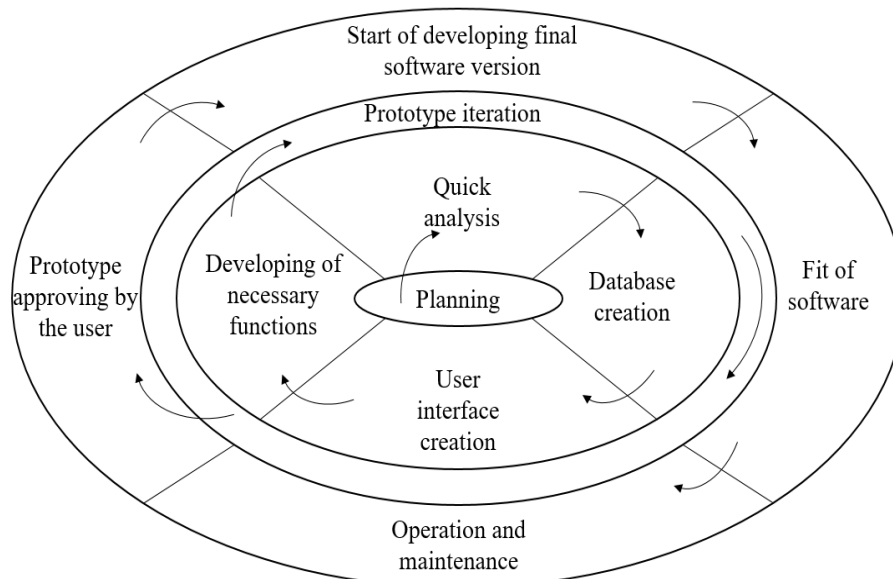 Start of developing final
software version
Prototype iteration
Quick
analysis
Prototype
approving by
the user
Developing of
necessary
functions
Planning
Database
creation
Fit of
software
User
interface
creation
Operation and
maintenance